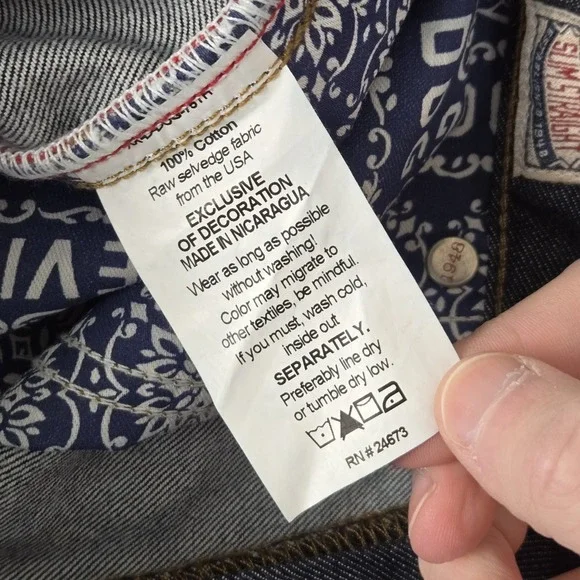 100% Cotton
Raw selvedge fabric
from the USA
EXCLUSIVE
OF DECORATION
MADE IN NICARAGUA
Wear as long as possible
without washing!
Color may migrate to
other textiles, be mindful.
If you must, wash cold,
inside out
SEPARATELY.
Preferably line dry
or tumble dry low.
RN # 24673
SLIM STRAIGHT
1948